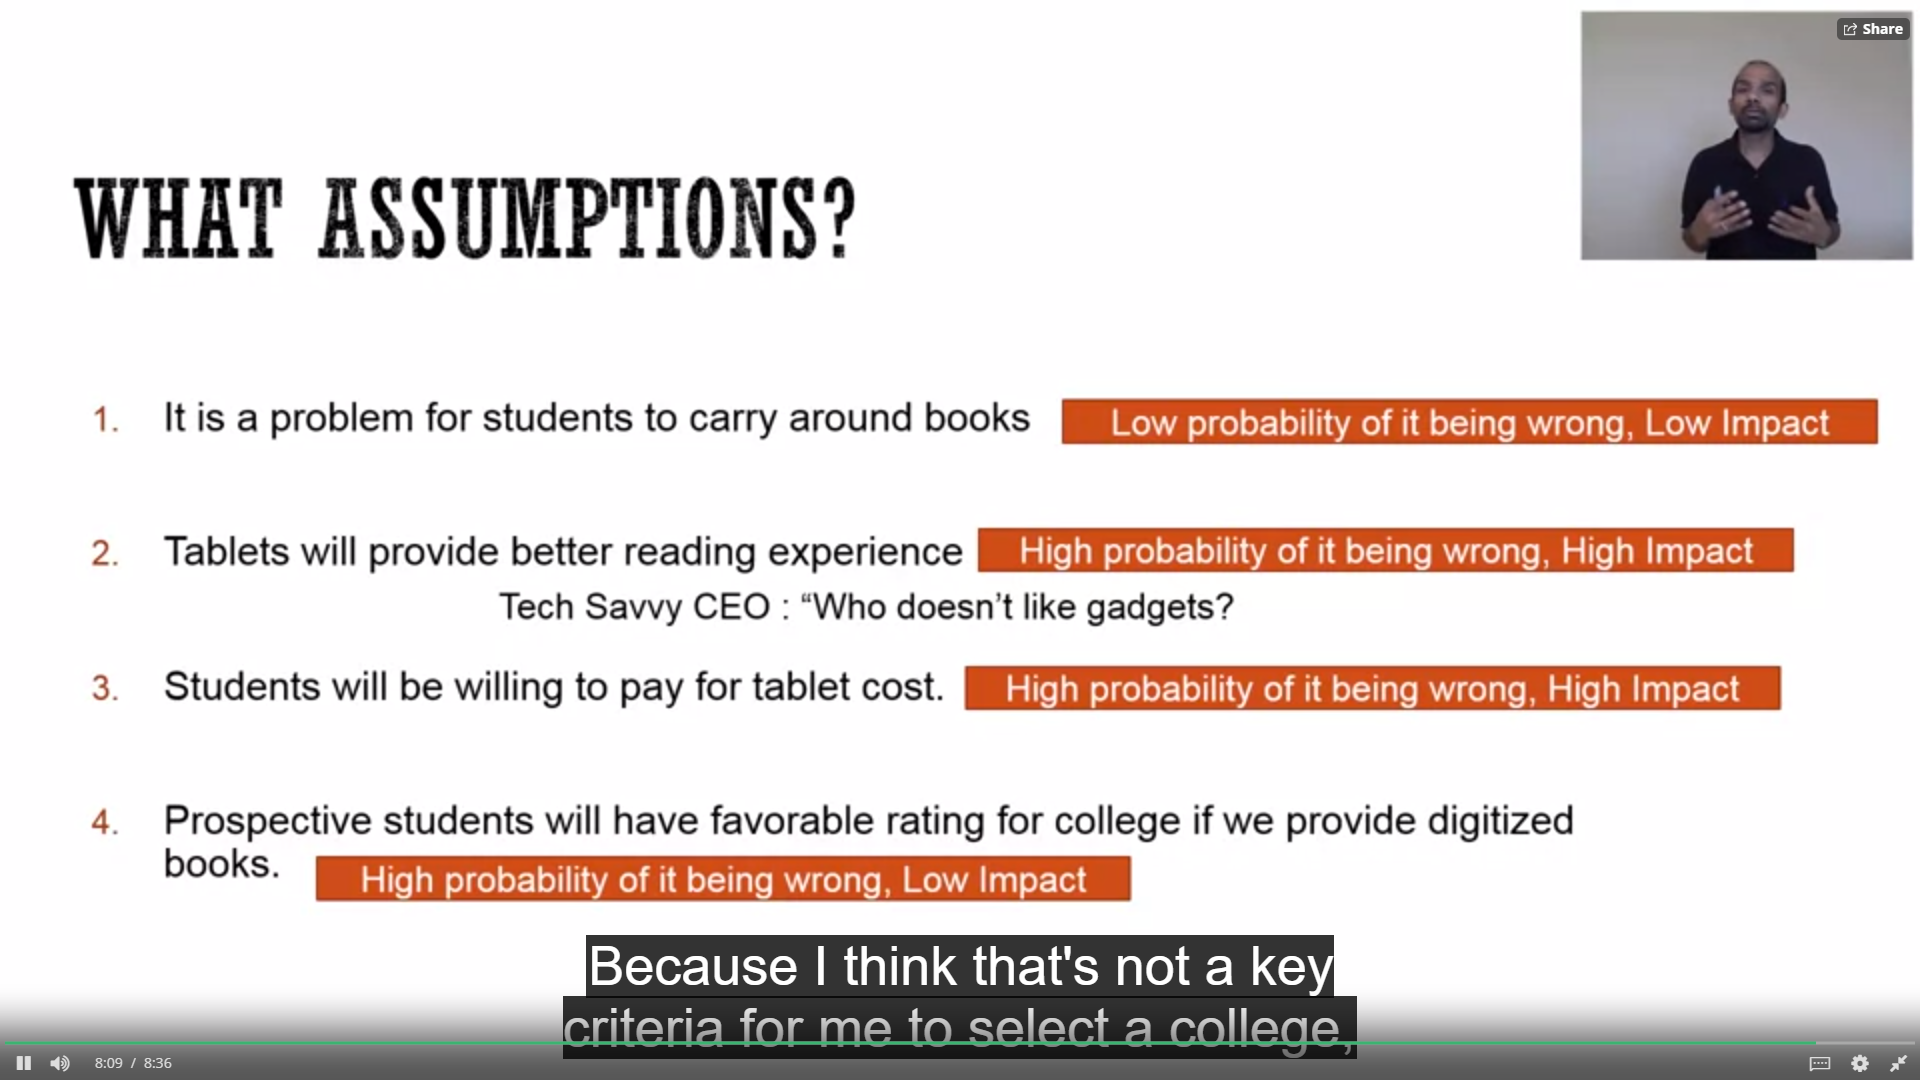 Share
WHAT ASSUMPTIONS?
1. It is a problem for students to carry around books Low probability of it being wrong, Low Impact
2. Tablets will provide better reading experience High probability of it being wrong, High Impact
Tech Savvy CEO : “Who doesn’t like gadgets?
3. Students will be willing to pay for tablet cost. High probability of it being wrong, High Impact
4. Prospective students will have favorable rating for college if we provide digitized
books. High probability of it being wrong, Low Impact
Because I think that's not a key
criteria for me to select a college,
8:09 / 8:36